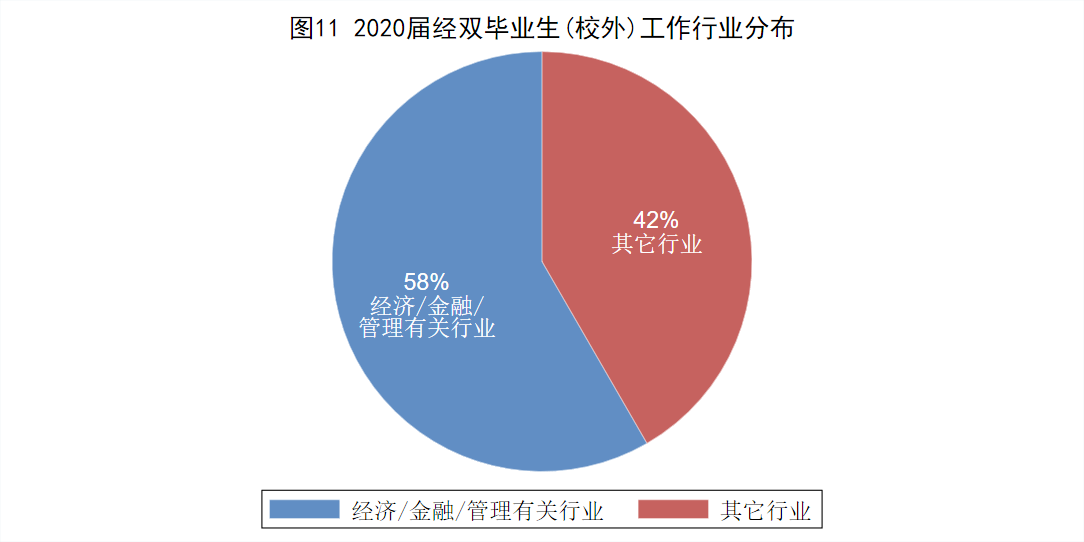 图11 2020届经双毕业生(校外)工作行业分布
42%
其它行业
58%
经济/金融/
管理有关行业
经济/金融/管理有关行业
其它行业